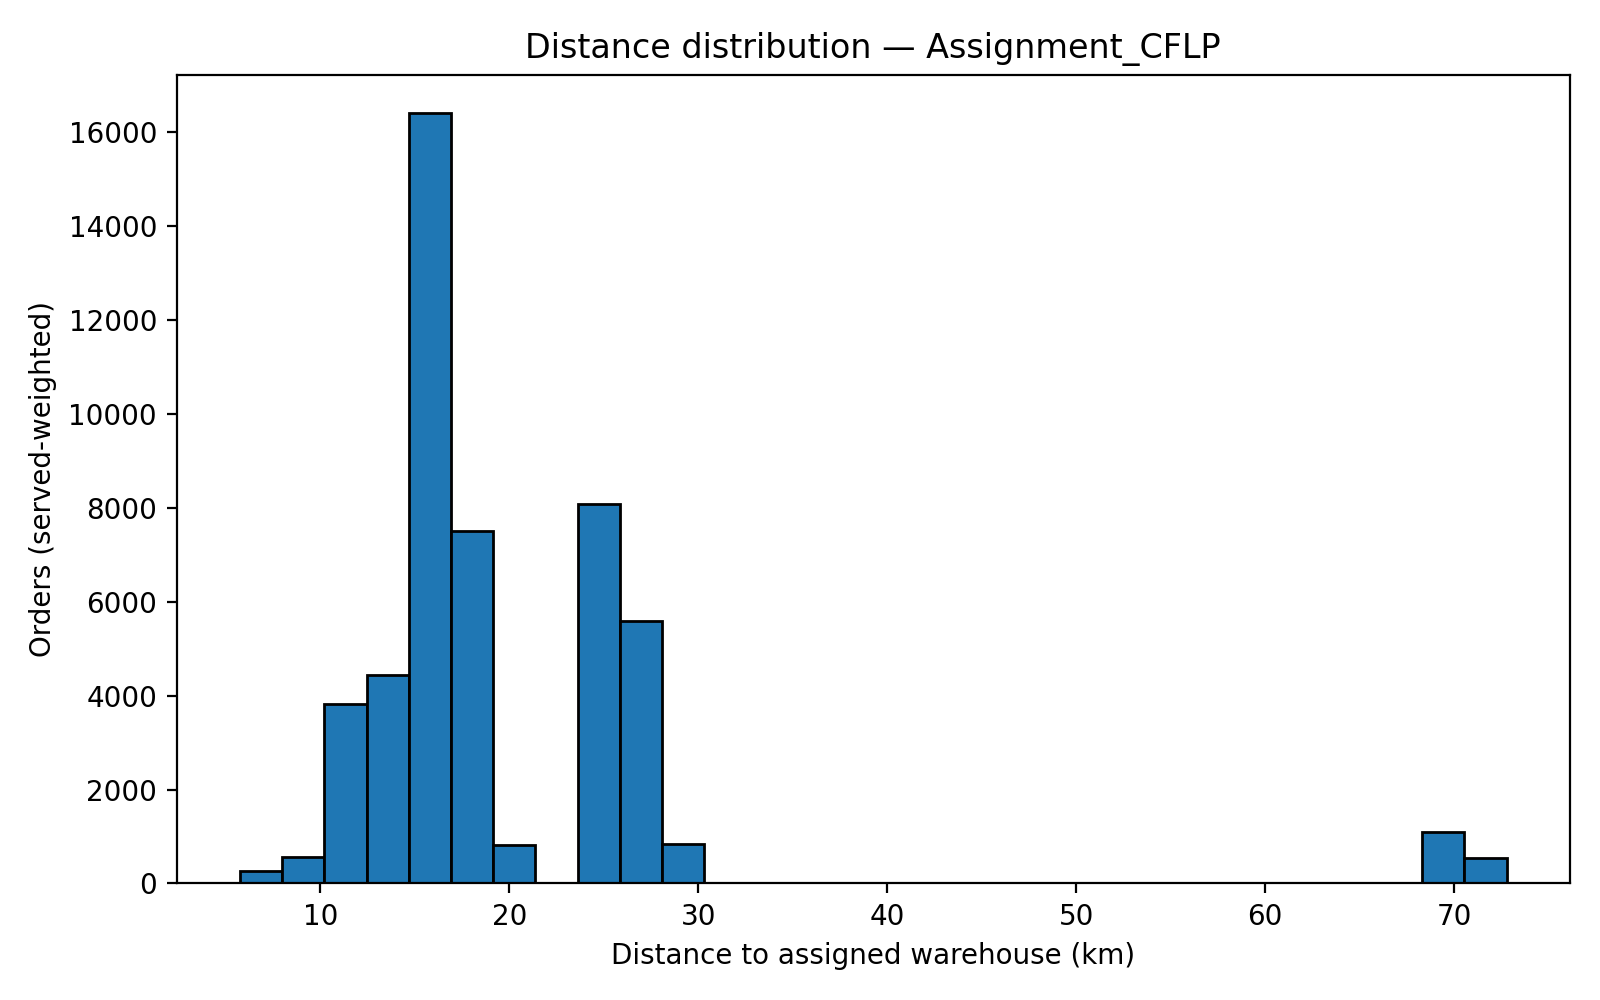 Distance distribution — Assignment_CFLP
Orders (served-weighted)
16000
14000
12000
10000
8000
6000
4000
2000
0
10 20 30 40 50 60 70
Distance to assigned warehouse (km)